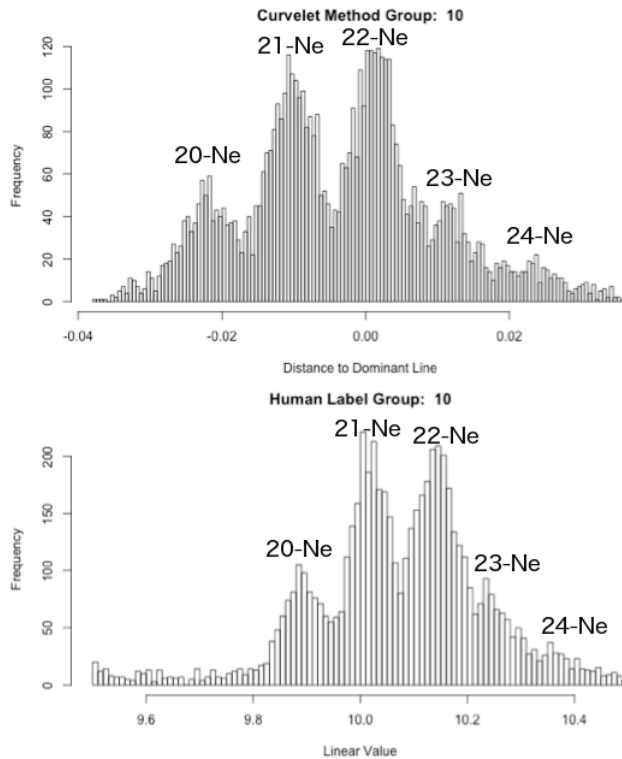 Curvelet Method Group: 10
22-Ne
21-Ne
20-Ne
23-Ne
24-Ne
Frequency
0 20 40 60 80 100 120
-0.04 -0.02 0.00 0.02
Distance to Dominant Line
Human Label Group: 10
21-Ne
22-Ne
20-Ne
23-Ne
24-Ne
Frequency
0 50 100 150 200
9.6 9.8 10.0 10.2 10.4
Linear Value